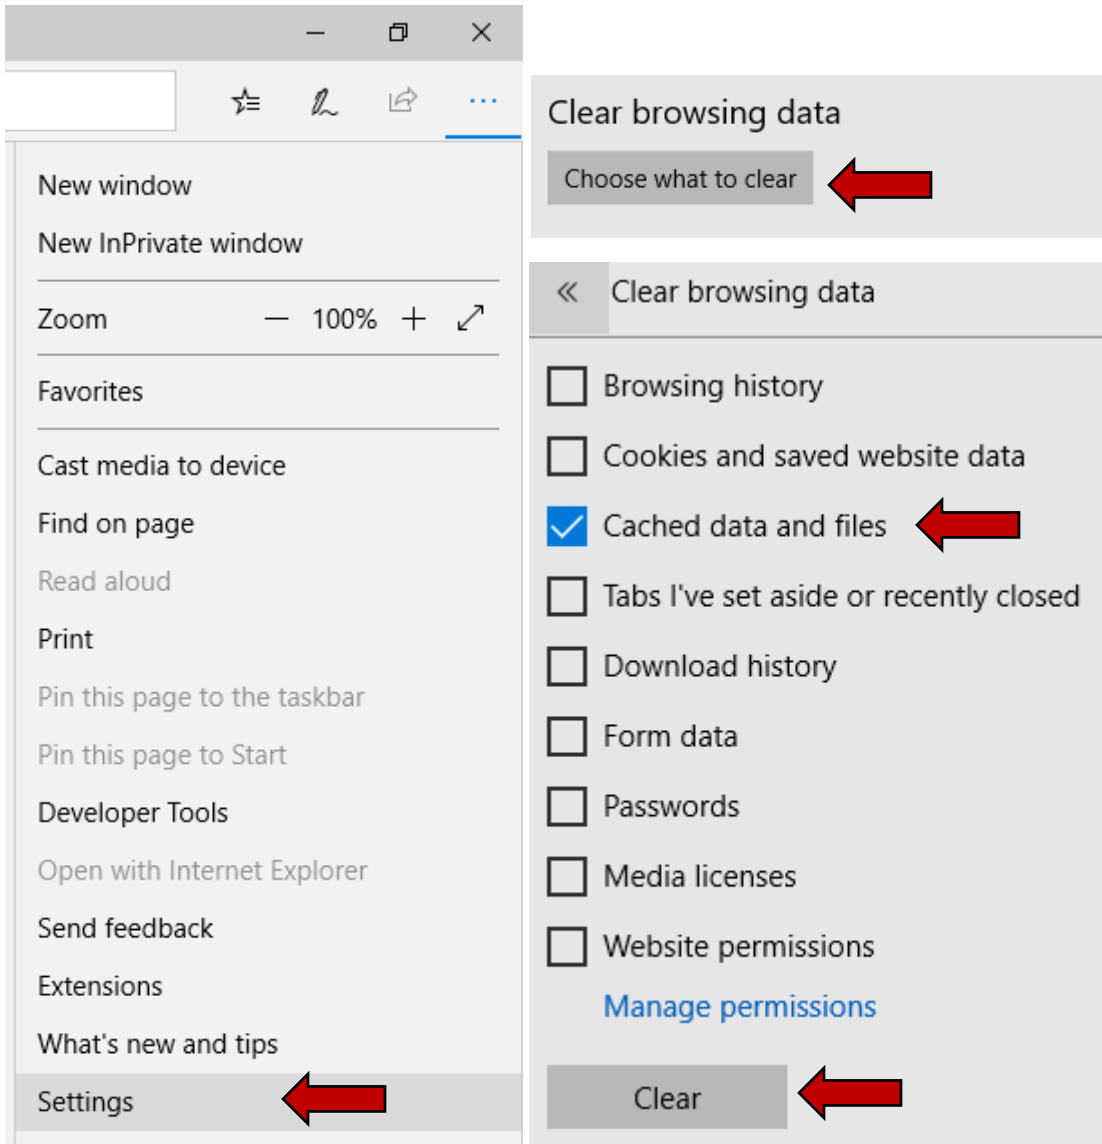 New window
New InPrivate window
Zoom 100%
Favorites
Cast media to device
Find on page
Read aloud
Print
Pin this page to the taskbar
Pin this page to Start
Developer Tools
Open with Internet Explorer
Send feedback
Extensions
What's new and tips
Settings
Clear browsing data
Choose what to clear
Clear browsing data
Browsing history
Cookies and saved website data
Cached data and files
Tabs I've set aside or recently closed
Download history
Form data
Passwords
Media licenses
Website permissions
Manage permissions
Clear